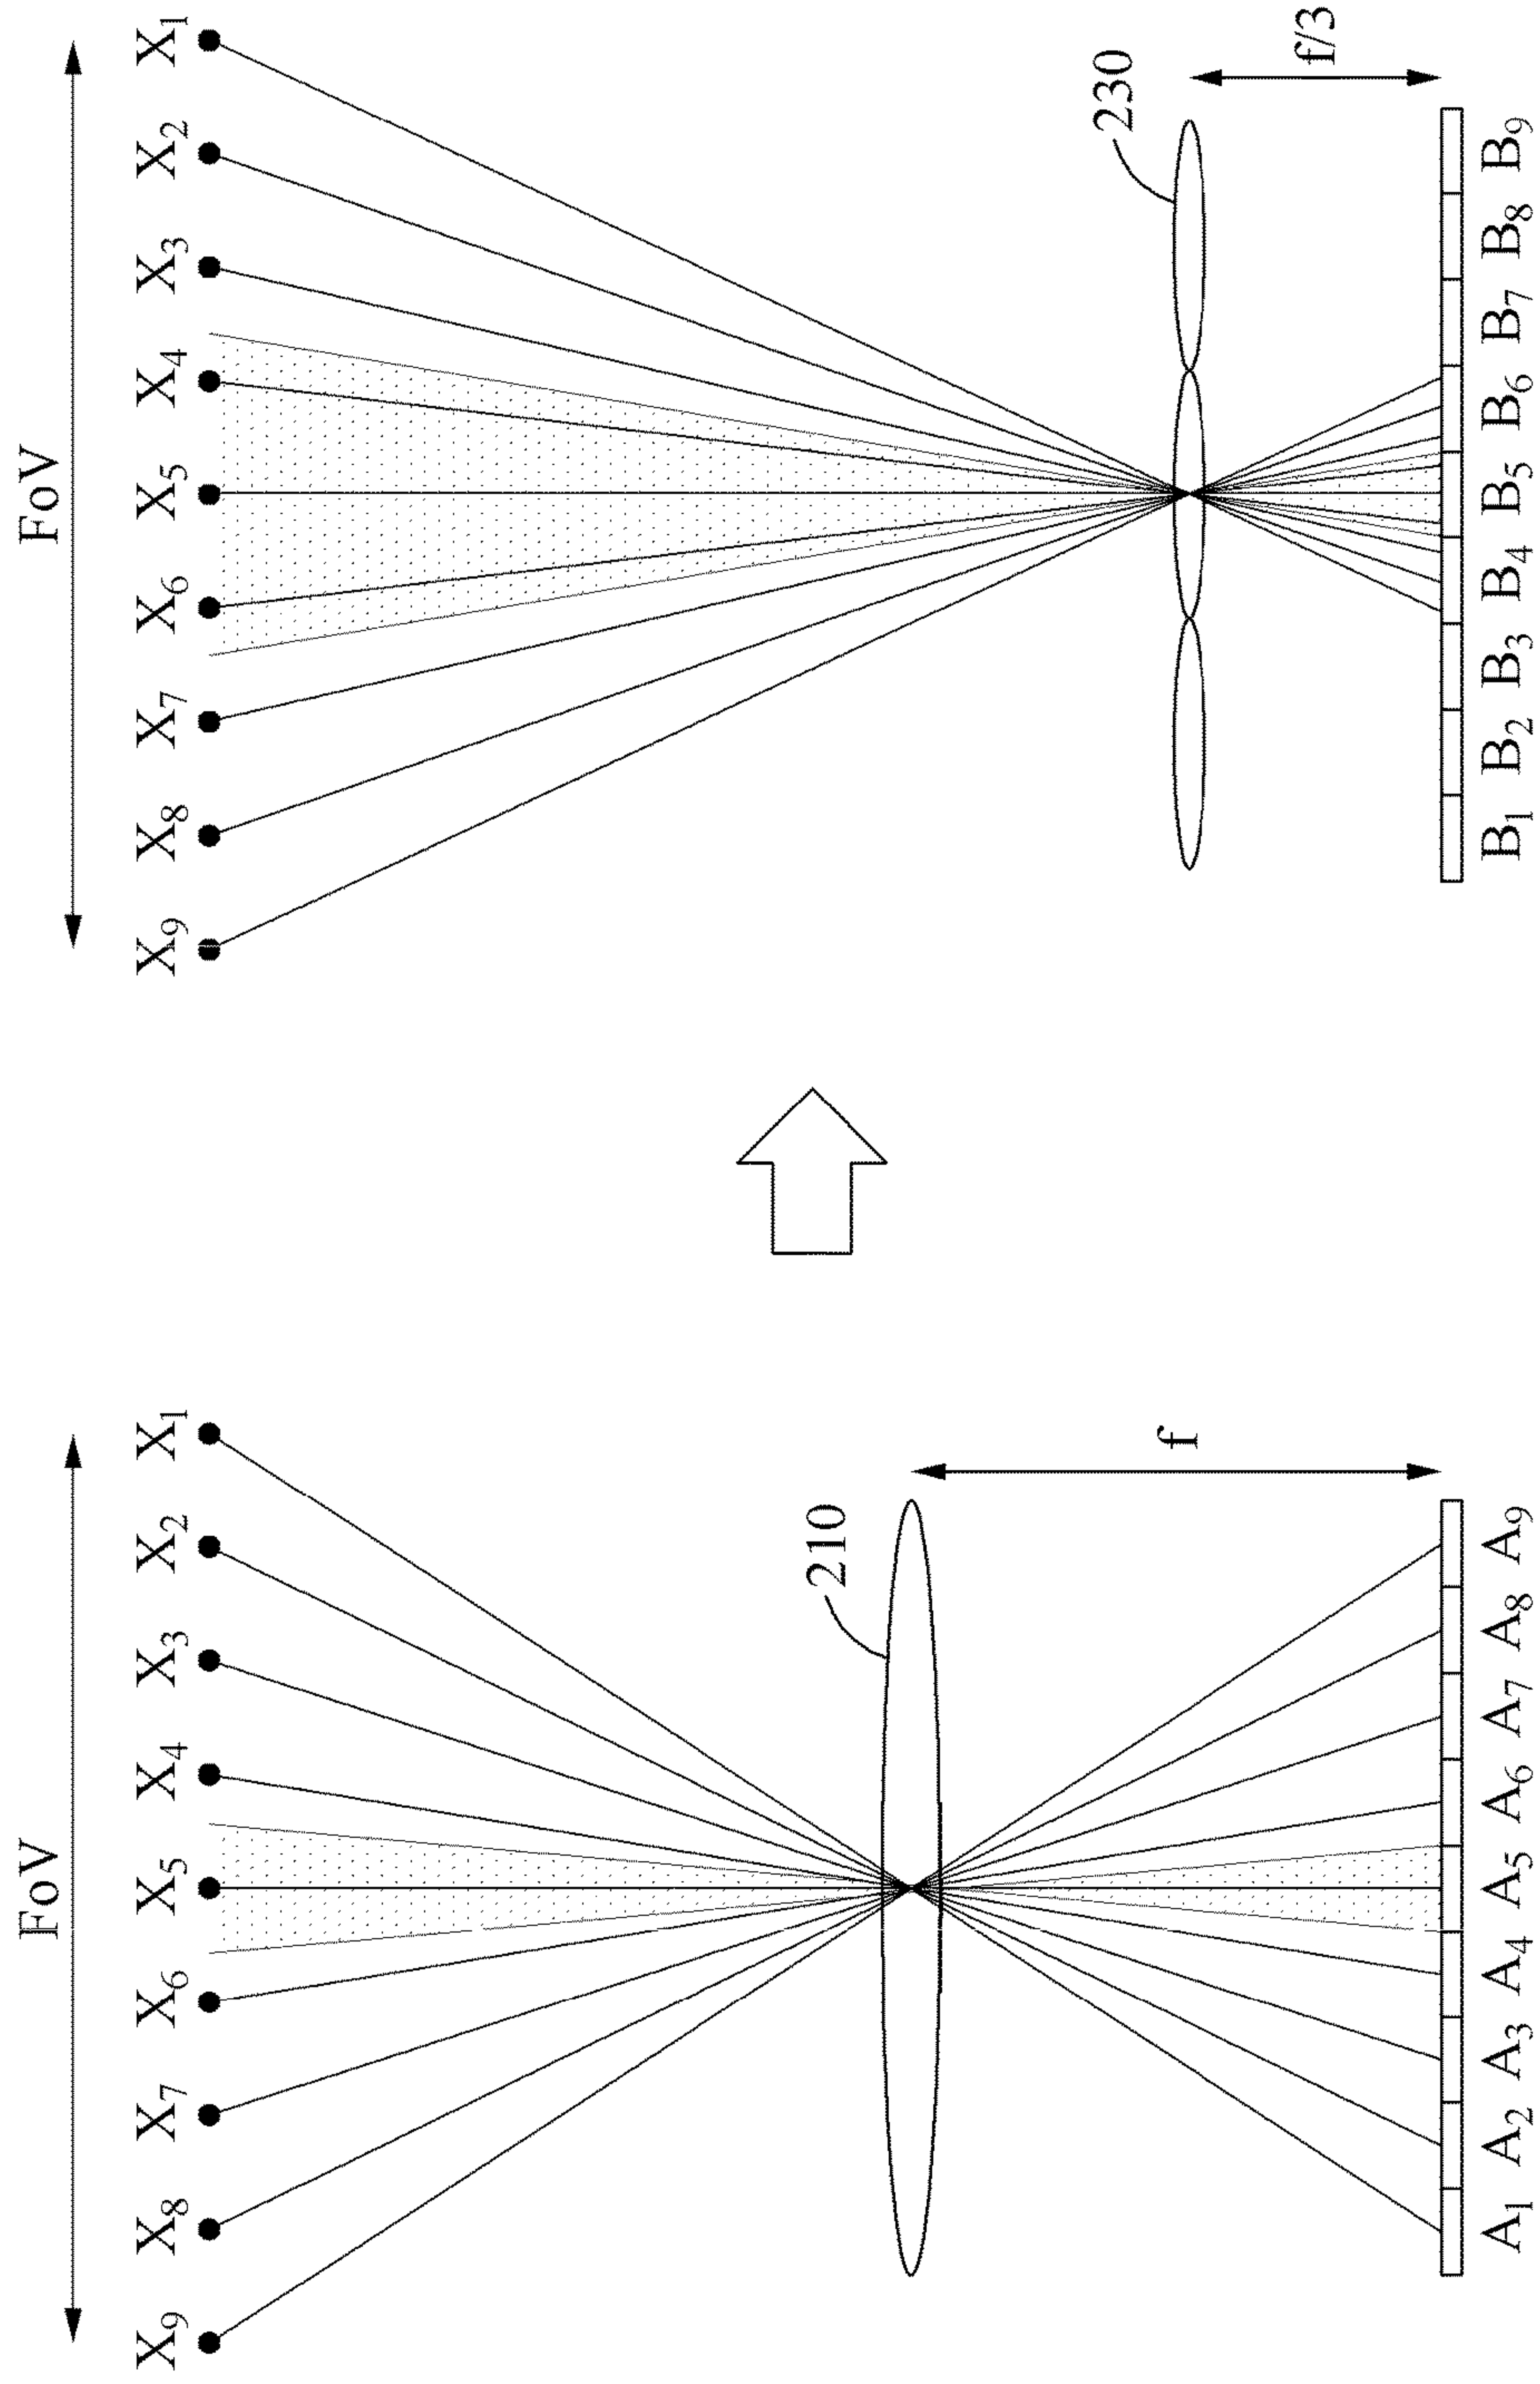 FoV
X₉ X₈ X₇ X₆ X₅ X₄ X₃ X₂ X₁
210
f
A₁ A₂ A₃ A₄ A₅ A₆ A₇ A₈ A₉
FoV
X₉ X₈ X₇ X₆ X₅ X₄ X₃ X₂ X₁
230
f/3
B₁ B₂ B₃ B₄ B₅ B₆ B₇ B₈ B₉